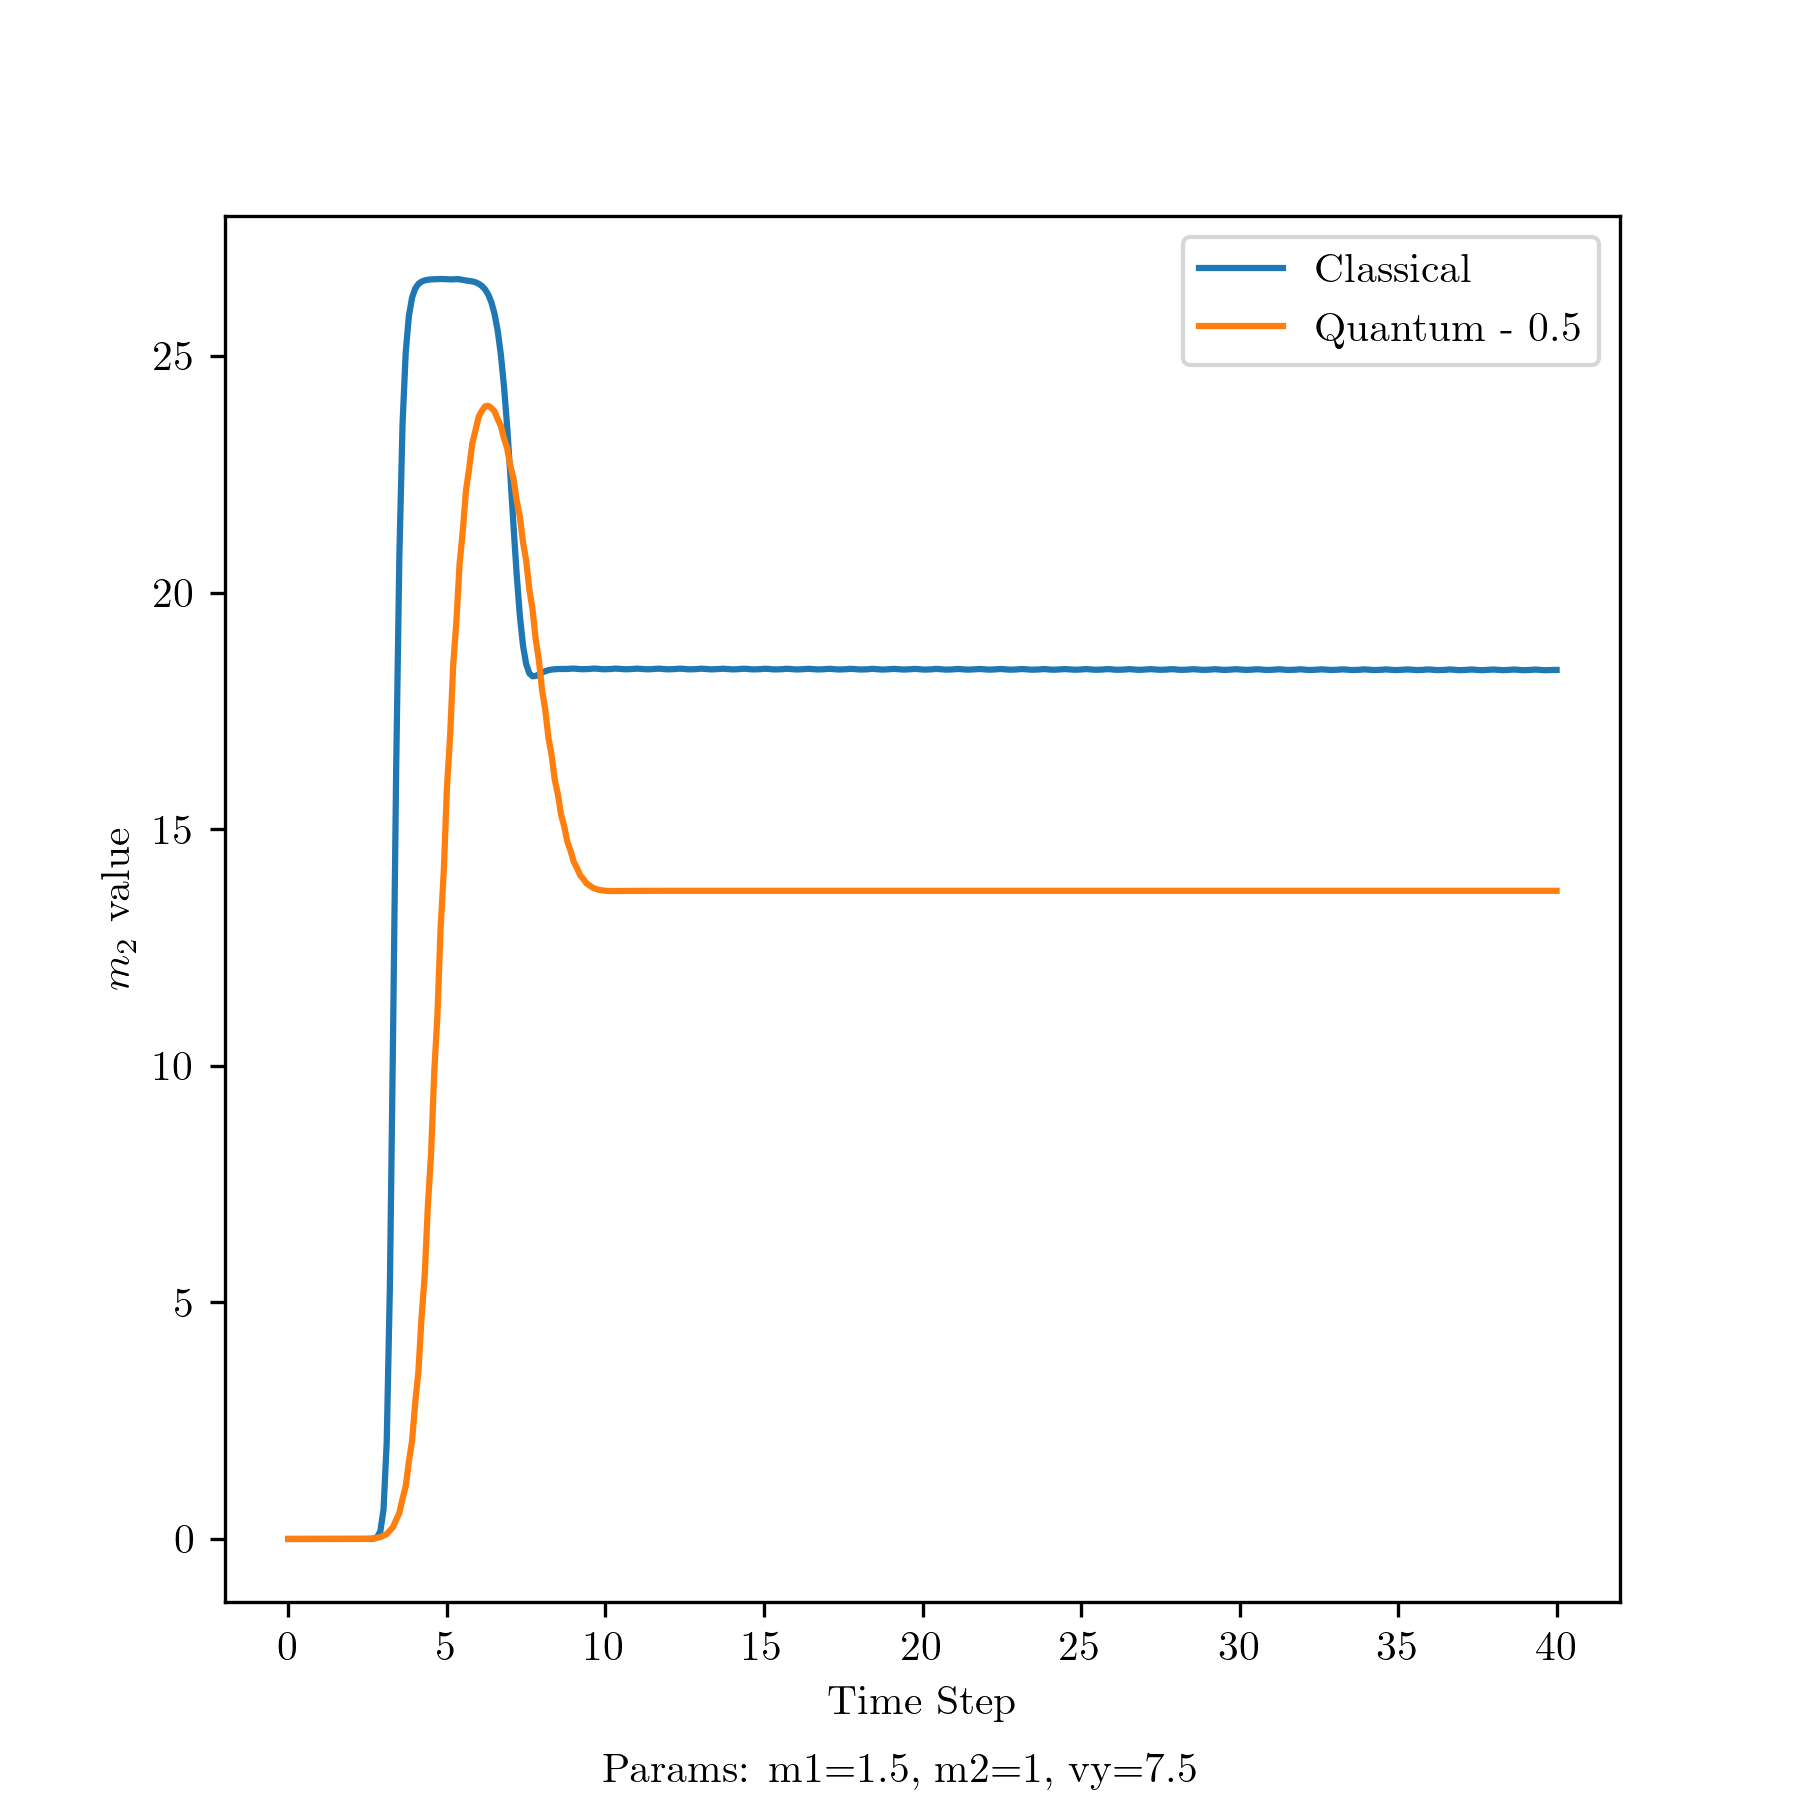 Classical
Quantum - 0.5
25
20
15
10
5
0
m₂ value
0 5 10 15 20 25 30 35 40
Time Step
Params: m1=1.5, m2=1, vy=7.5